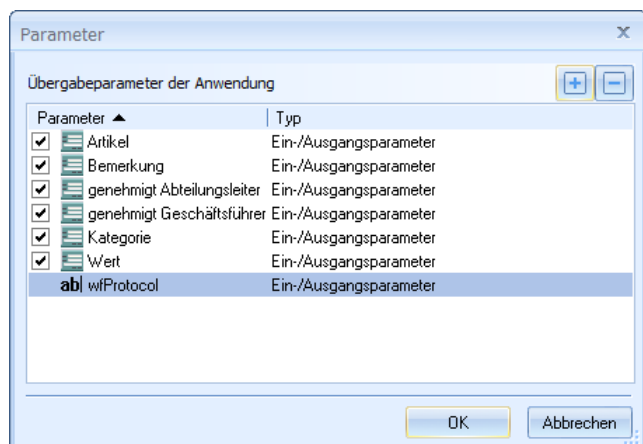 Parameter
Übergabeparameter der Anwendung
Parameter Typ
Artikel Ein-/Ausgangsparameter
Bemerkung Ein-/Ausgangsparameter
genehmigt Abteilungsleiter Ein-/Ausgangsparameter
genehmigt Geschäftsführer Ein-/Ausgangsparameter
Kategorie Ein-/Ausgangsparameter
Wert Ein-/Ausgangsparameter
ab| wfProtocol Ein-/Ausgangsparameter
OK Abbrechen